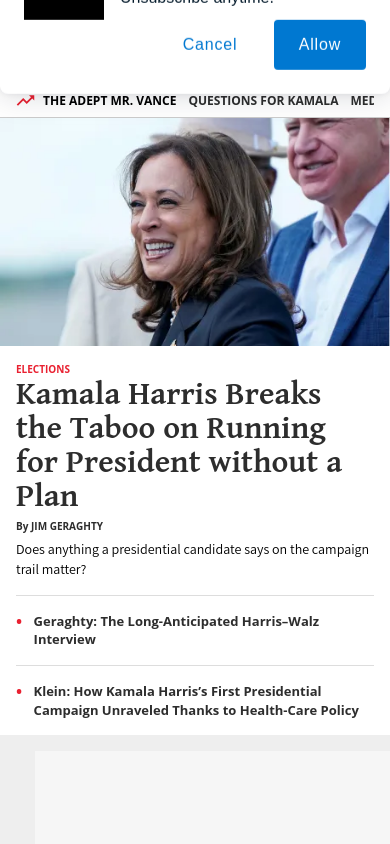 Unsubscribe anytime.
Cancel
Allow
THE ADEPT MR. VANCE QUESTIONS FOR KAMALA
ELECTIONS
Kamala Harris Breaks
the Taboo on Running
for President without a
Plan
By JIM GERAGHTY
Does anything a presidential candidate says on the campaign
trail matter?
Geraghty: The Long-Anticipated Harris–Walz
Interview
Klein: How Kamala Harris’s First Presidential
Campaign Unraveled Thanks to Health-Care Policy